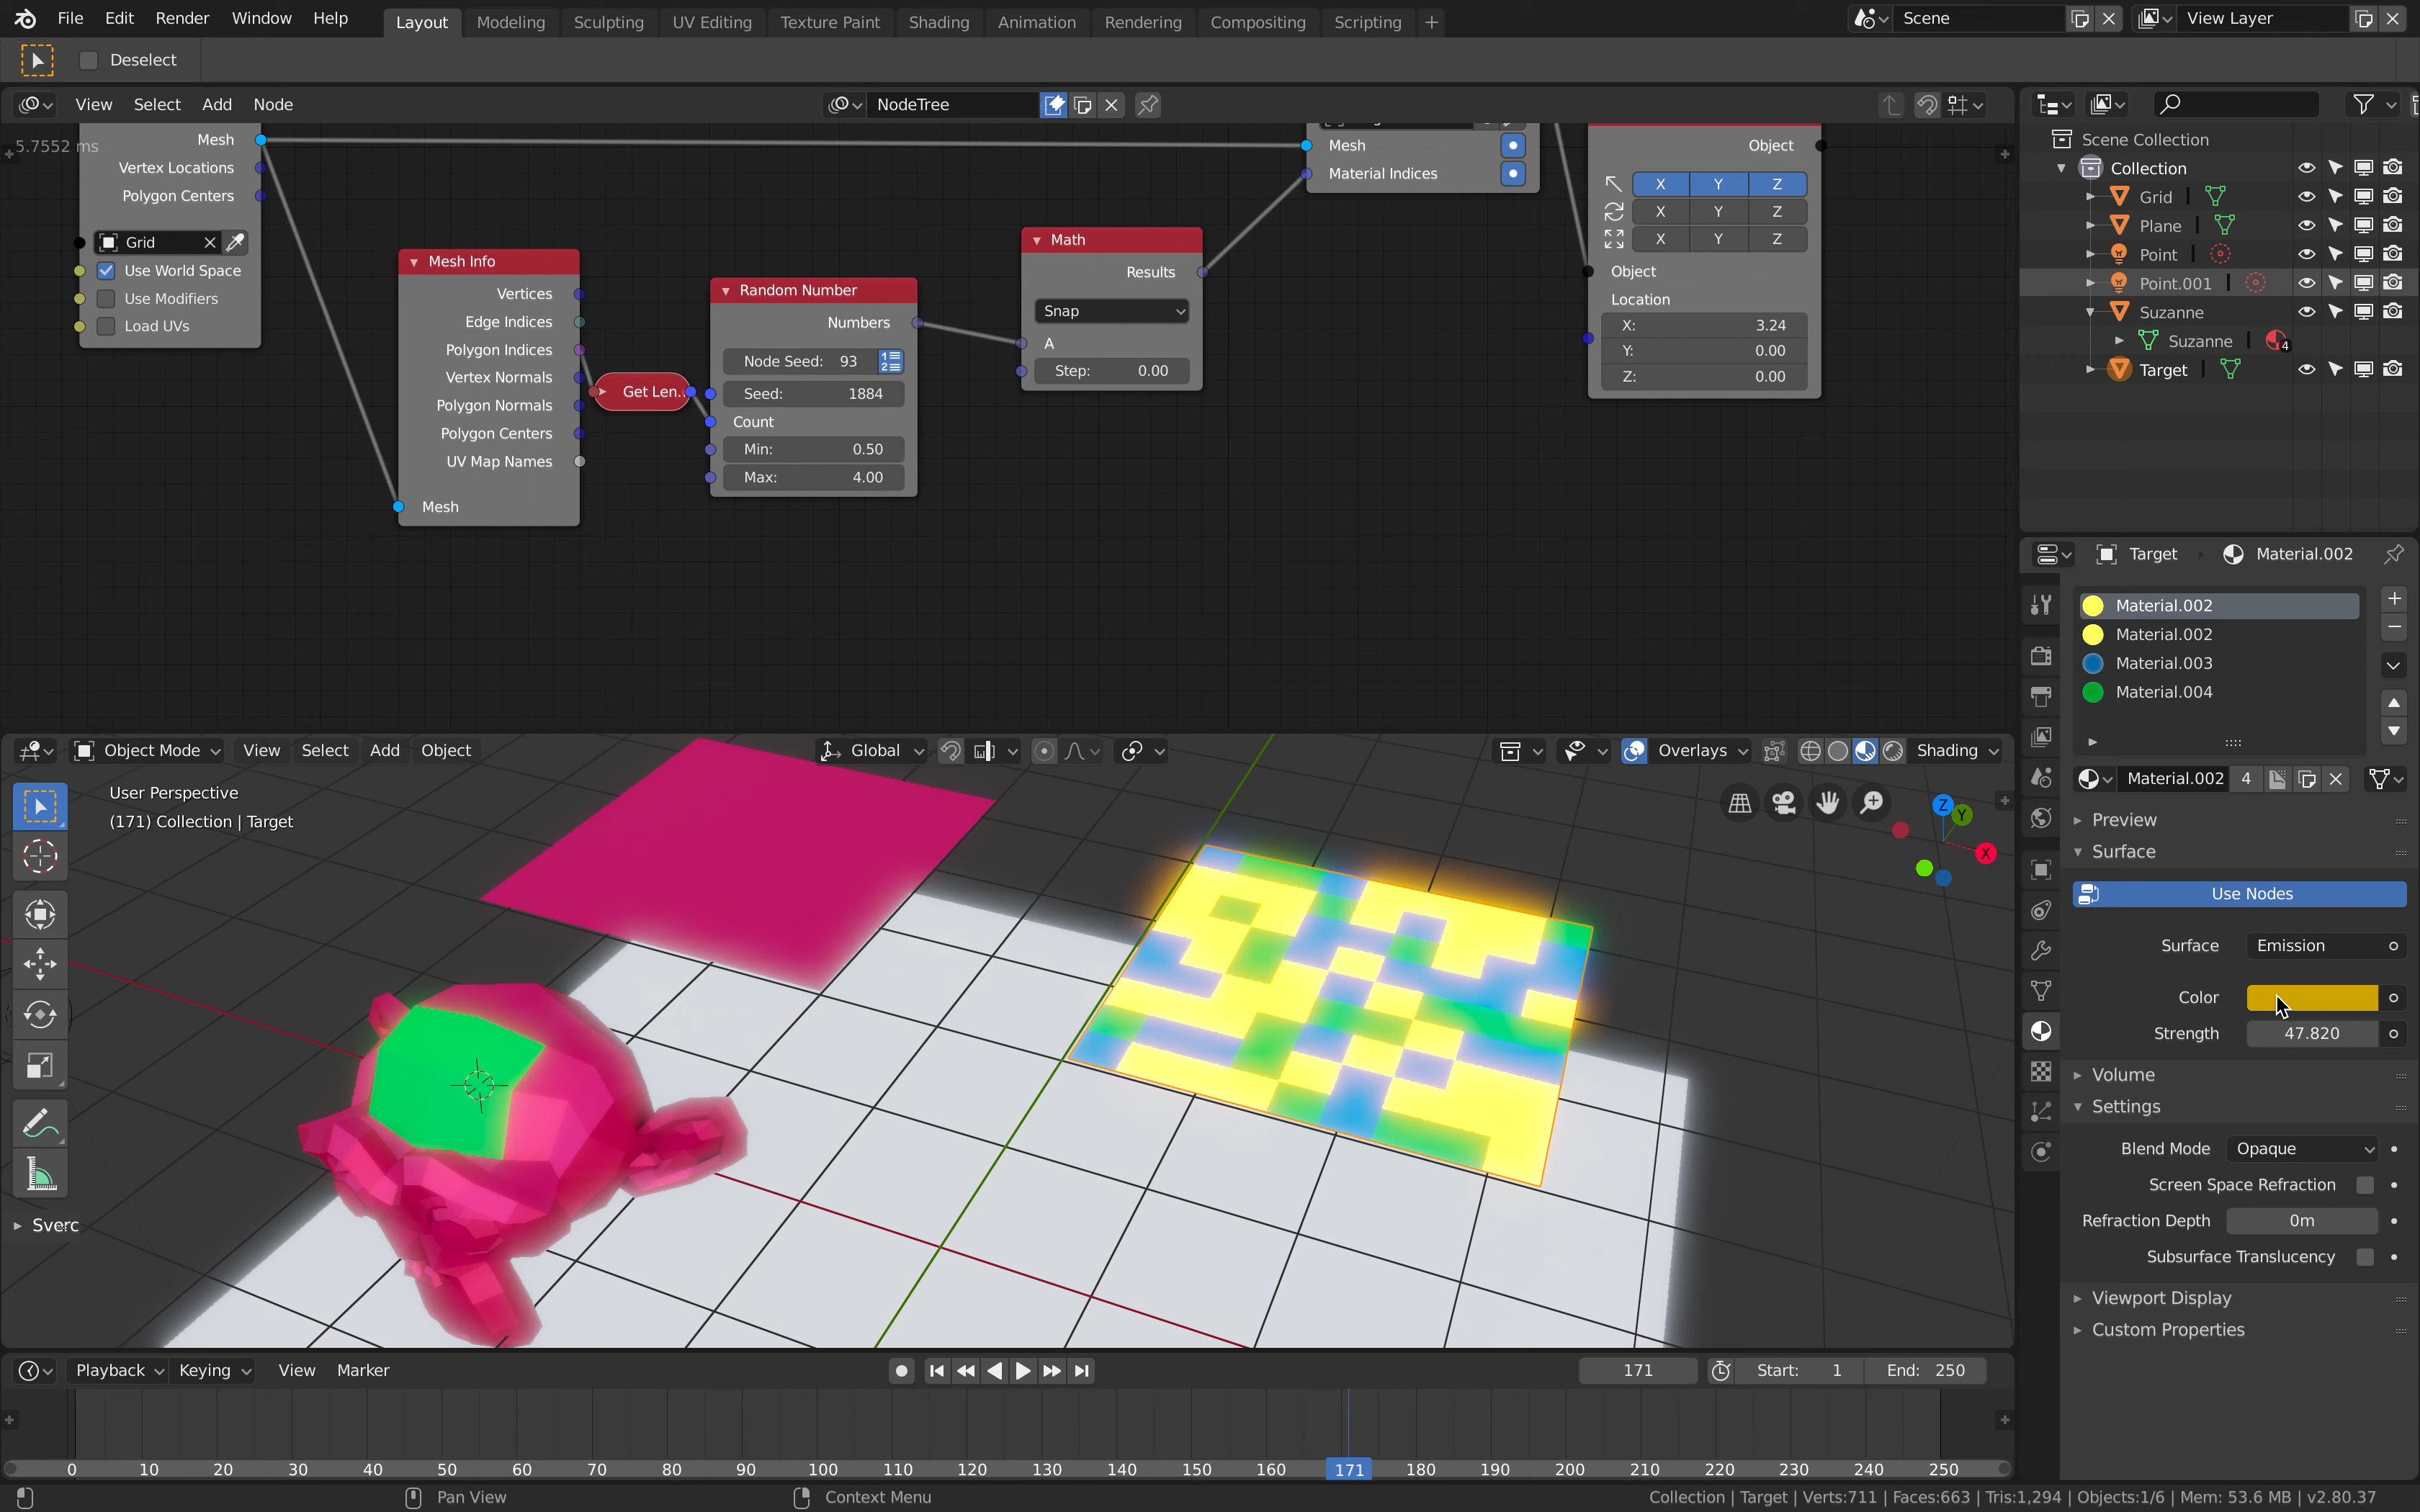 File Edit Render Window Help Layout Modeling Sculpting UV Editing Texture Paint Shading Animation Rendering Compositing Scripting + Scene View Layer
Deselect
View Select Add Node NodeTree
5.7552 ms
Mesh
Vertex Locations
Polygon Centers
Grid
Use World Space
Use Modifiers
Load UVs
Mesh Info
Vertices
Edge Indices
Polygon Indices
Vertex Normals
Polygon Normals
Polygon Centers
UV Map Names
Mesh
Get Len..
Random Number
Numbers
Node Seed: 93
Seed: 1884
Count
Min: 0.50
Max: 4.00
Math
Results
Snap
A
Step: 0.00
Mesh
Material Indices
Object
X Y Z
X Y Z
X Y Z
Object
Location
X: 3.24
Y: 0.00
Z: 0.00
Scene Collection
Collection
Grid
Plane
Point
Point.001
Suzanne
Suzanne 4
Target
Target Material.002
Material.002
Material.002
Material.003
Material.004
Material.002 4
Preview
Surface
Use Nodes
Surface Emission
Color
Strength 47.820
Volume
Settings
Blend Mode Opaque
Screen Space Refraction
Refraction Depth 0m
Subsurface Translucency
Viewport Display
Custom Properties
Object Mode View Select Add Object Global Overlays Shading
User Perspective
(171) Collection | Target
Z
Y
X
Playback Keying View Marker 171 Start: 1 End: 250
0 10 20 30 40 50 60 70 80 90 100 110 120 130 140 150 160 171 180 190 200 210 220 230 240 250
Pan View Context Menu Collection | Target | Verts:711 | Faces:663 | Tris:1,294 | Objects:1/6 | Mem: 53.6 MB | v2.80.37